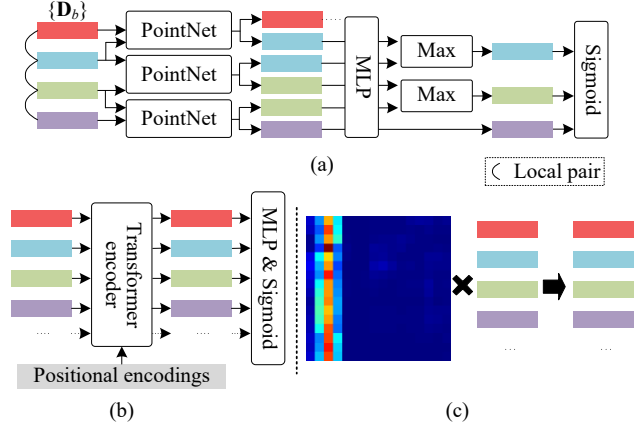 {D_b}
PointNet
PointNet
PointNet
MLP
Max
Max
Sigmoid
(a)
Local pair
Transformer
encoder
MLP & Sigmoid
Positional encodings
(b)
(c)